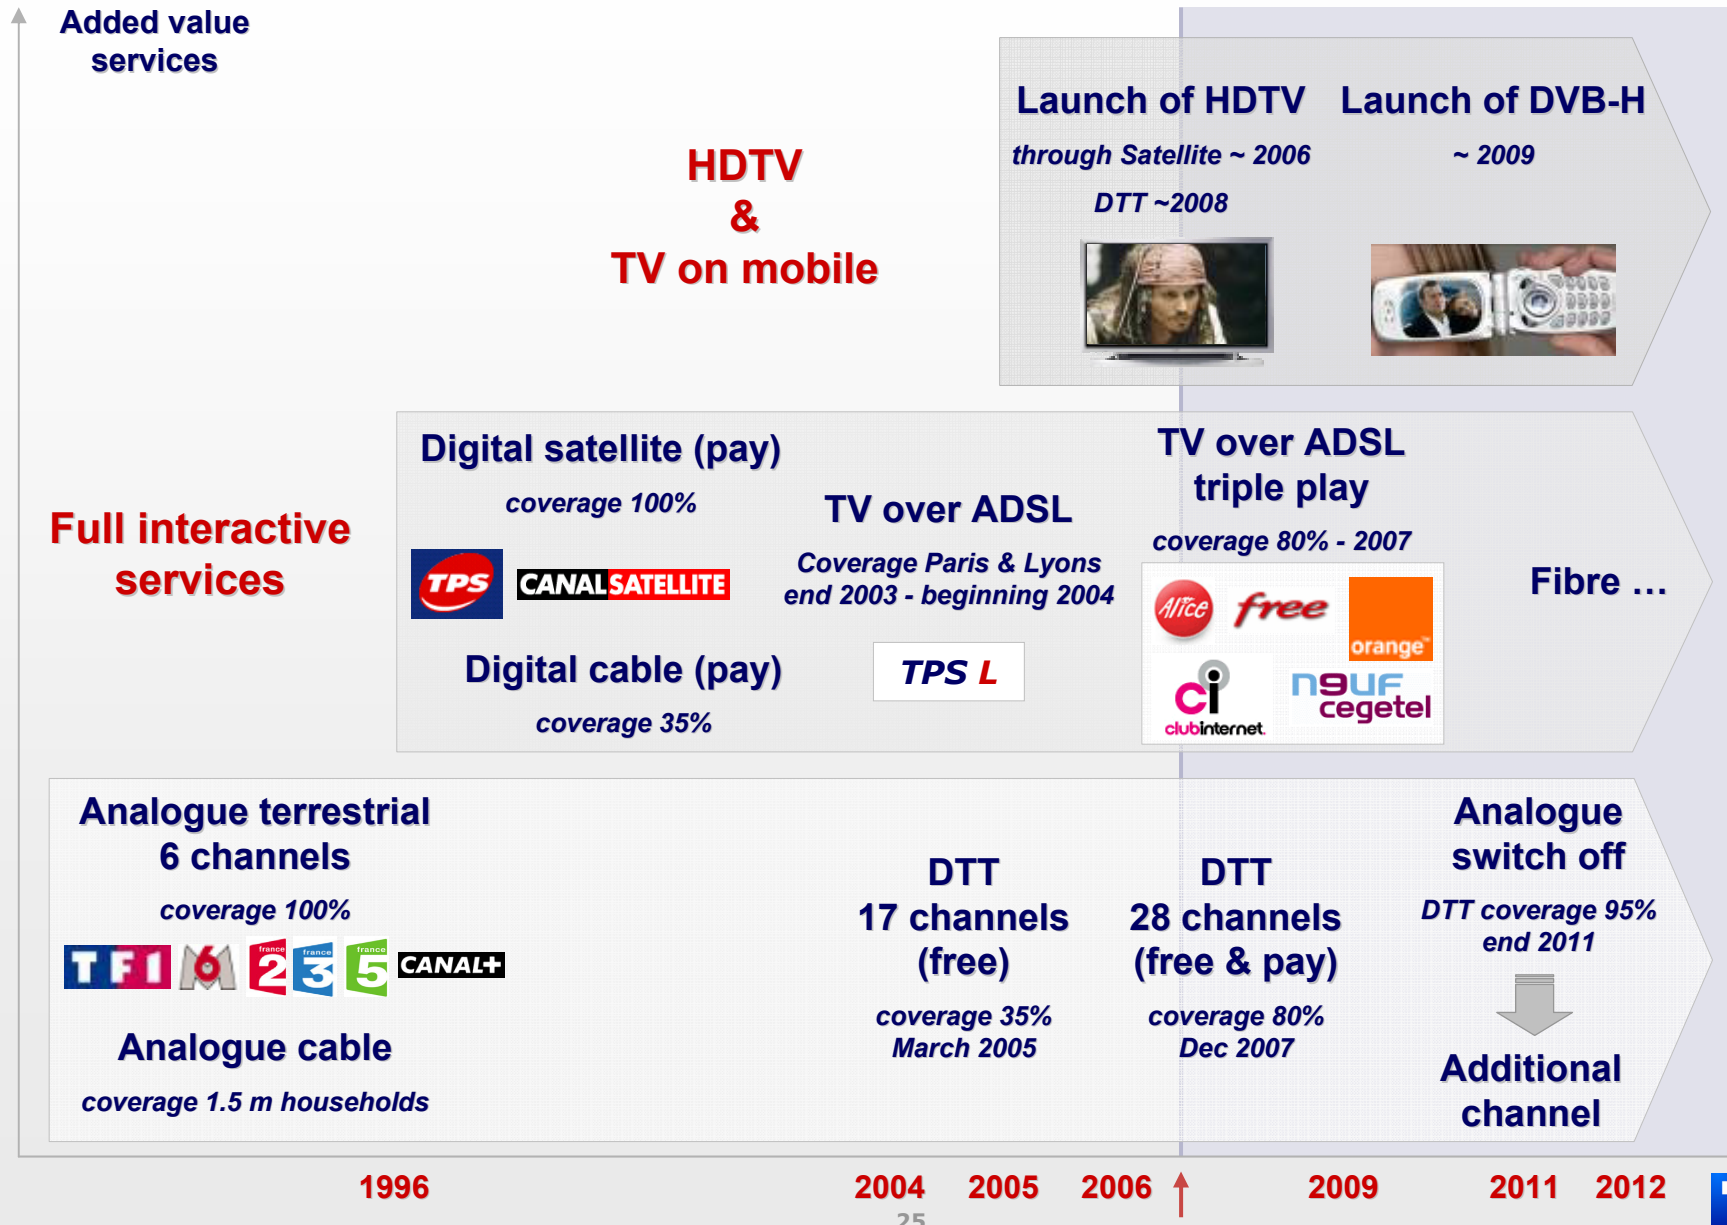 Added value
services
Launch of HDTV
through Satellite ~ 2006
DTT ~2008
Launch of DVB-H
~ 2009
HDTV
&
TV on mobile
Full interactive
services
Digital satellite (pay)
coverage 100%
TPS
CANALSATELLITE
Digital cable (pay)
coverage 35%
TV over ADSL
Coverage Paris & Lyons
end 2003 - beginning 2004
TPS L
TV over ADSL
triple play
coverage 80% - 2007
Alice
free
orange™
ci
clubinternet.
neuf
cegetel
Fibre ...
Analogue terrestrial
6 channels
coverage 100%
TF1
M6
france
2
france
3
france
5
CANAL+
Analogue cable
coverage 1.5 m households
DTT
17 channels
(free)
coverage 35%
March 2005
DTT
28 channels
(free & pay)
coverage 80%
Dec 2007
Analogue
switch off
DTT coverage 95%
end 2011
Additional
channel
1996
2004
2005
2006
2009
2011
2012
25